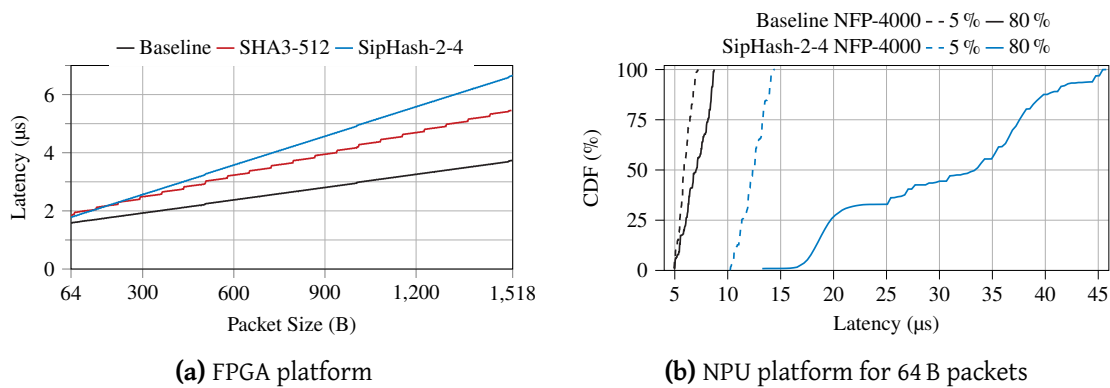 Baseline SHA3-512 SipHash-2-4
6
4
2
0
Latency (µs)
64 300 600 900 1,200 1,518
Packet Size (B)
(a) FPGA platform
Baseline NFP-4000 5 % 80 %
SipHash-2-4 NFP-4000 5 % 80 %
100
75
50
25
0
CDF (%)
5 10 15 20 25 30 35 40 45
Latency (µs)
(b) NPU platform for 64 B packets